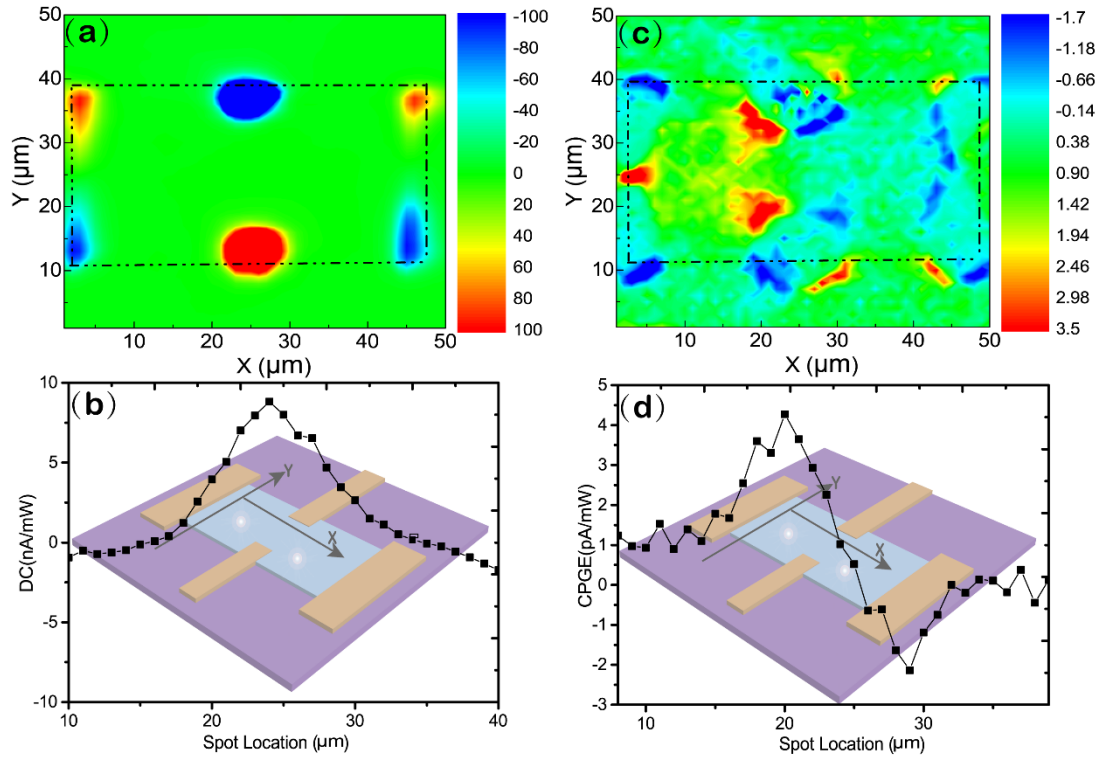 (a)
50
40
30
20
10
Y (μm)
10 20 30 40 50
X (μm)
-100
-80
-60
-40
-20
0
20
40
60
80
100
(c)
50
40
30
20
10
Y (μm)
10 20 30 40 50
X (μm)
-1.7
-1.18
-0.66
-0.14
0.38
0.90
1.42
1.94
2.46
2.98
3.5
(b)
10
5
0
-5
-10
DC(nA/mW)
Y
X
10 20 30 40
Spot Location (μm)
(d)
5
4
3
2
1
0
-1
-2
-3
CPGE(pA/mW)
Y
X
10 20 30
Spot Location (μm)